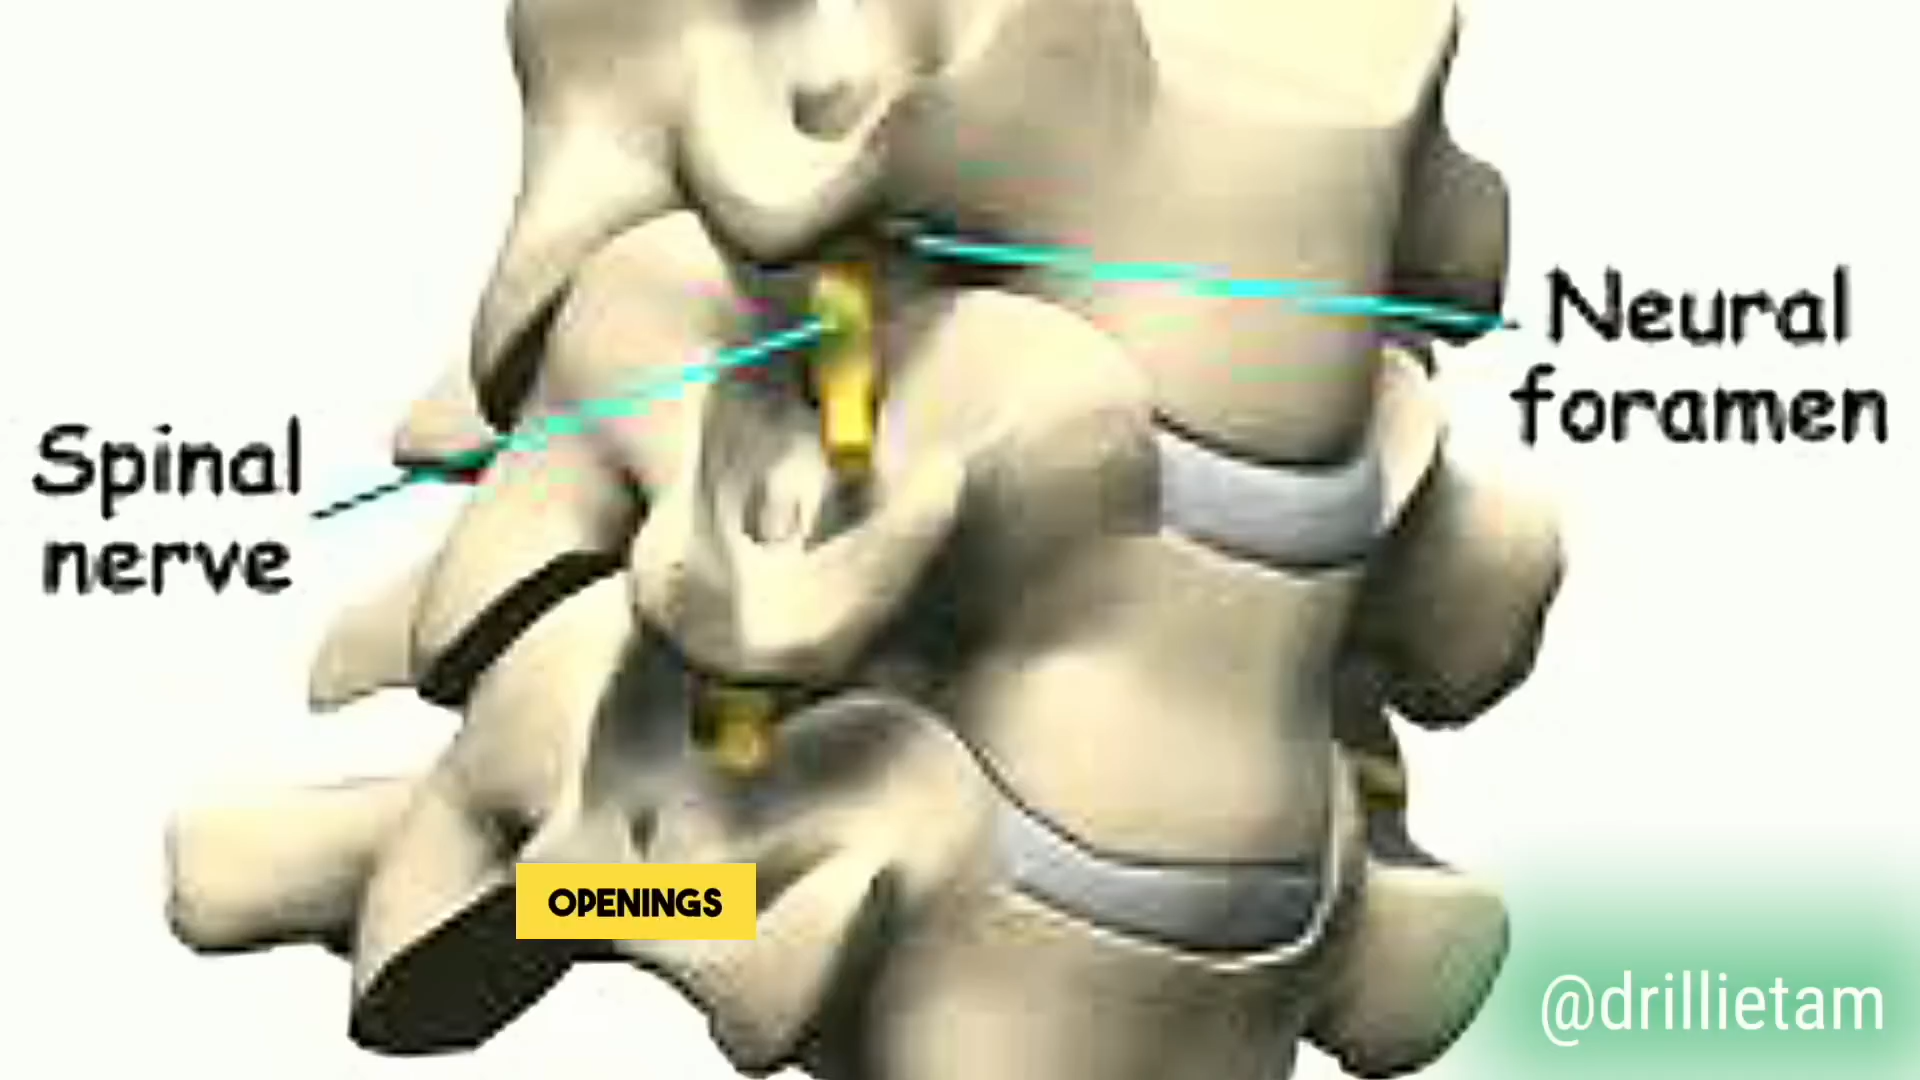 Neural
foramen
Spinal
nerve
OPENINGS
@drillietam